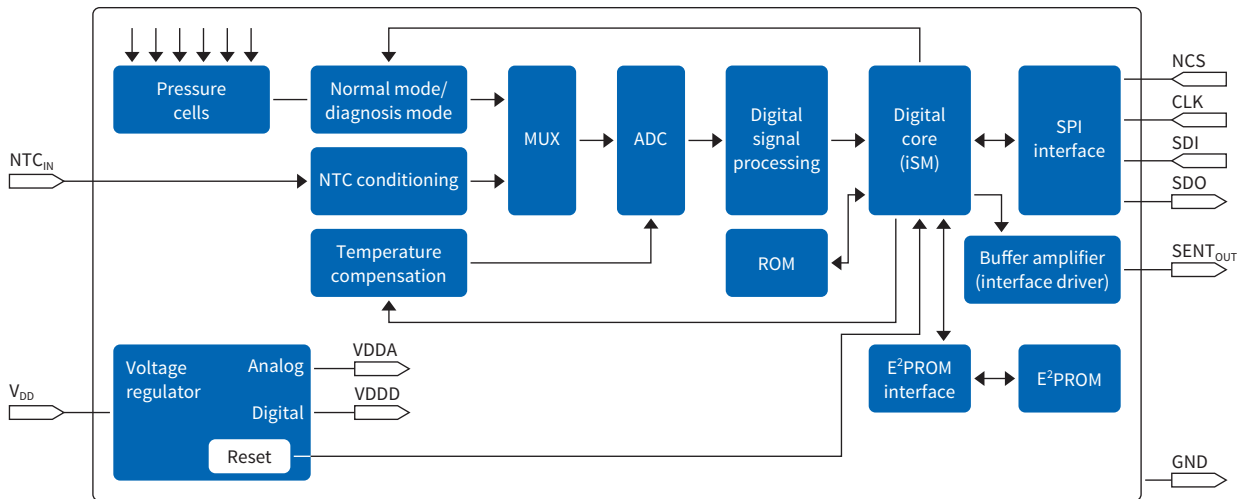 Pressure
cells
Normal mode/
diagnosis mode
MUX
ADC
Digital
signal
processing
Digital
core
(iSM)
SPI
interface
NCS
CLK
SDI
SDO
NTC_IN
NTC conditioning
Temperature
compensation
ROM
Buffer amplifier
(interface driver)
SENT_OUT
V_DD
Voltage
regulator
Analog
Digital
Reset
VDDA
VDDD
E²PROM
interface
E²PROM
GND